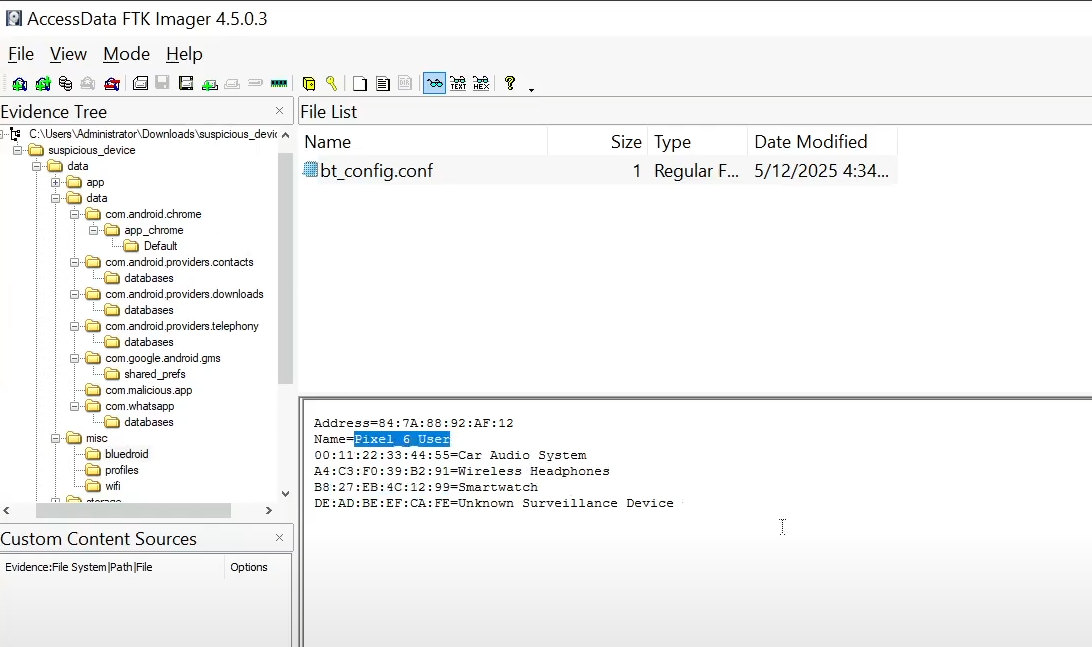 AccessData FTK Imager 4.5.0.3
File View Mode Help
TEXT HEX
Evidence Tree
C:\Users\Administrator\Downloads\suspicious_devic
suspicious_device
data
app
data
com.android.chrome
app_chrome
Default
com.android.providers.contacts
databases
com.android.providers.downloads
databases
com.android.providers.telephony
databases
com.google.android.gms
shared_prefs
com.malicious.app
com.whatsapp
databases
misc
bluedroid
profiles
wifi
storage
Custom Content Sources
Evidence:File System|Path|File Options
File List
Name Size Type Date Modified
bt_config.conf 1 Regular F... 5/12/2025 4:34...
Address=84:7A:88:92:AF:12
Name=Pixel_6_User
00:11:22:33:44:55=Car Audio System
A4:C3:F0:39:B2:91=Wireless Headphones
B8:27:EB:4C:12:99=Smartwatch
DE:AD:BE:EF:CA:FE=Unknown Surveillance Device